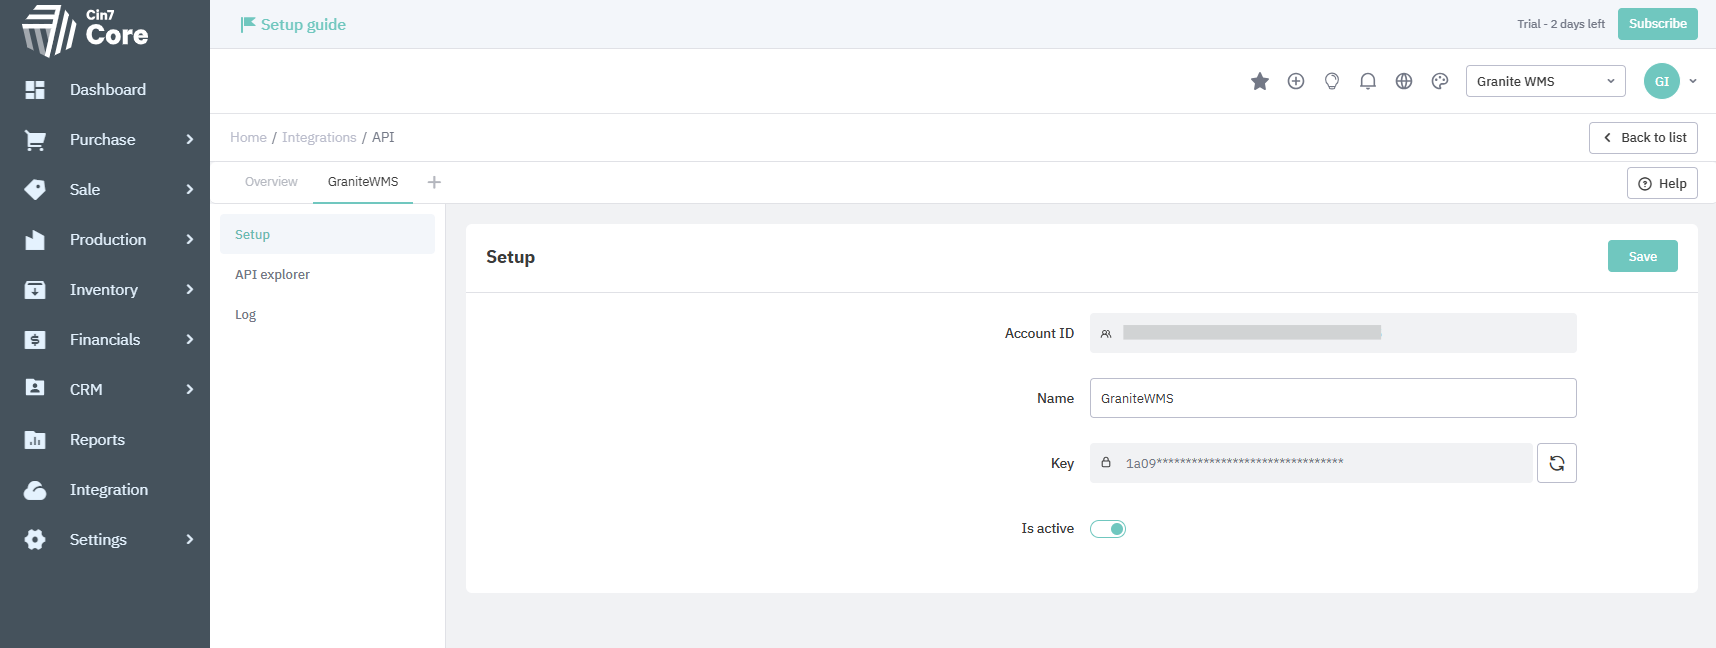 Cin7
Core
Dashboard
Purchase
Sale
Production
Inventory
Financials
CRM
Reports
Integration
Settings
Setup guide
Trial - 2 days left
Subscribe
Granite WMS
GI
Home / Integrations / API
Back to list
Overview
GraniteWMS
Help
Setup
API explorer
Log
Setup
Save
Account ID
Name
GraniteWMS
Key
1a09********************************
Is active